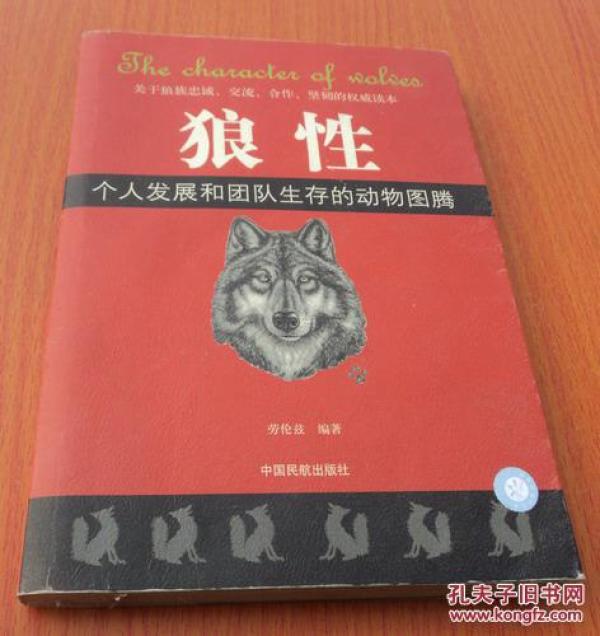 The character of wolves
关于狼族忠诚、交流、合作、坚韧的权威读本
狼性
个人发展和团队生存的动物图腾
劳伦兹 编著
中国民航出版社
孔夫子旧书网
www.kongfz.com